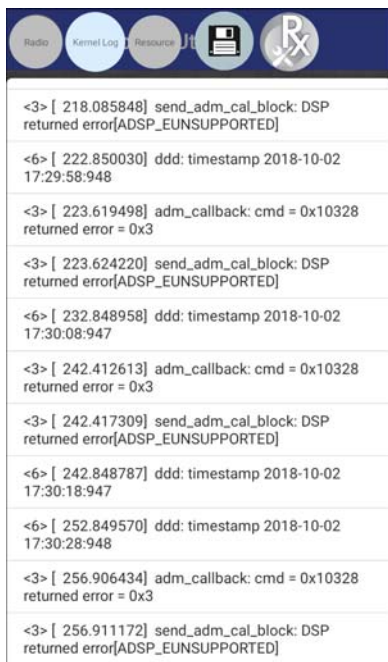 Radio
Kernel Log
Resource
Ut
Rx
<3> [ 218.085848] send_adm_cal_block: DSP
returned error[ADSP_EUNSUPPORTED]
<6> [ 222.850030] ddd: timestamp 2018-10-02
17:29:58:948
<3> [ 223.619498] adm_callback: cmd = 0x10328
returned error = 0x3
<3> [ 223.624220] send_adm_cal_block: DSP
returned error[ADSP_EUNSUPPORTED]
<6> [ 232.848958] ddd: timestamp 2018-10-02
17:30:08:947
<3> [ 242.412613] adm_callback: cmd = 0x10328
returned error = 0x3
<3> [ 242.417309] send_adm_cal_block: DSP
returned error[ADSP_EUNSUPPORTED]
<6> [ 242.848787] ddd: timestamp 2018-10-02
17:30:18:947
<6> [ 252.849570] ddd: timestamp 2018-10-02
17:30:28:948
<3> [ 256.906434] adm_callback: cmd = 0x10328
returned error = 0x3
<3> [ 256.911172] send_adm_cal_block: DSP
returned error[ADSP_EUNSUPPORTED]